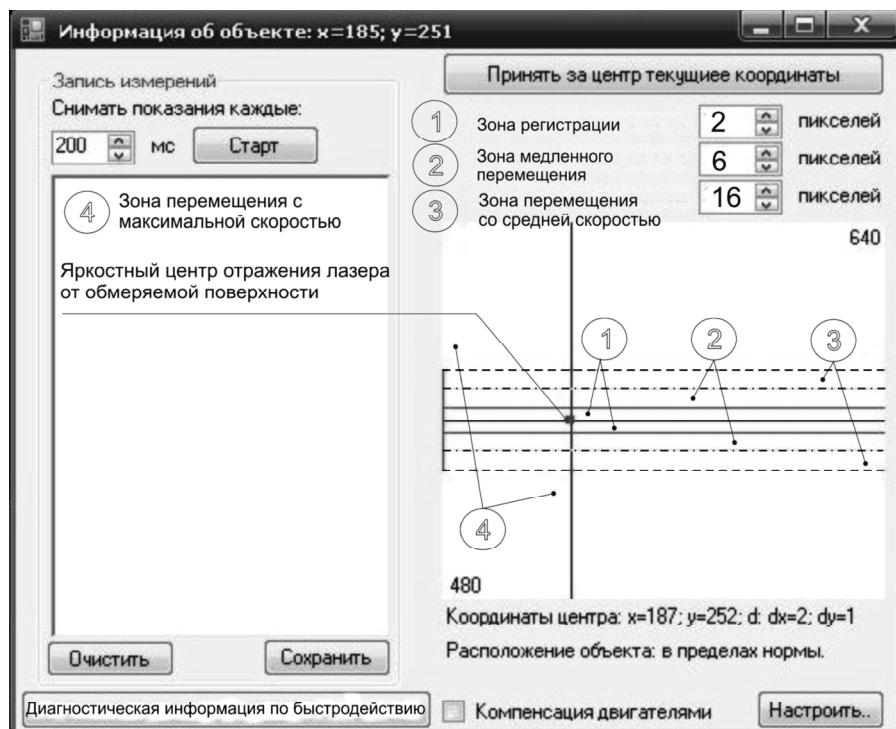 Информация об объекте: x=185; y=251
Запись измерений
Снимать показания каждые:
200 мс Старт
4 Зона перемещения с
максимальной скоростью
Яркостный центр отражения лазера
от обмеряемой поверхности
Очистить Сохранить
Диагностическая информация по быстродействию
Принять за центр текущиее координаты
1 Зона регистрации 2 пикселей
2 Зона медленного
перемещения
6 пикселей
3 Зона перемещения
со средней скоростью
16 пикселей
640
1 2 3
4
480
Координаты центра: x=187; y=252; d: dx=2; dy=1
Расположение объекта: в пределах нормы.
Компенсация двигателями Настроить..